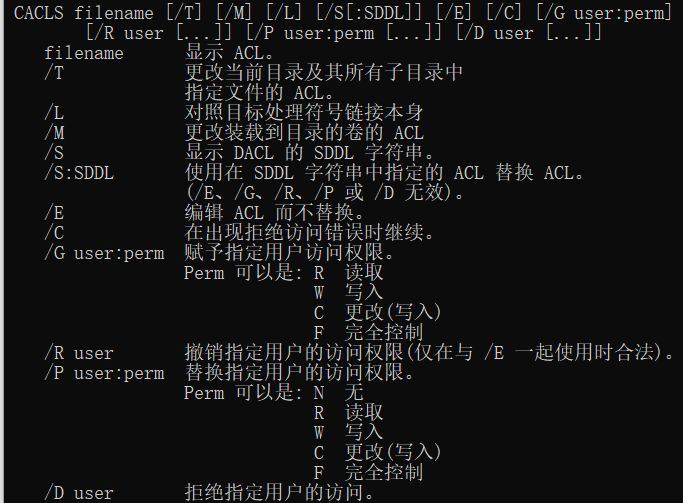 CACLS filename [/T] [/M] [/L] [/S[:SDDL]] [/E] [/C] [/G user:perm]
[/R user [...]] [/P user:perm [...]] [/D user [...]]
filename 显示 ACL。
/T 更改当前目录及其所有子目录中
指定文件的 ACL。
/L 对照目标处理符号链接本身
/M 更改装载到目录的卷的 ACL
/S 显示 DACL 的 SDDL 字符串。
/S:SDDL 使用在 SDDL 字符串中指定的 ACL 替换 ACL。
(/E、/G、/R、/P 或 /D 无效)。
/E 编辑 ACL 而不替换。
/C 在出现拒绝访问错误时继续。
/G user:perm 赋予指定用户访问权限。
Perm 可以是: R 读取
W 写入
C 更改(写入)
F 完全控制
/R user 撤销指定用户的访问权限(仅在与 /E 一起使用时合法)。
/P user:perm 替换指定用户的访问权限。
Perm 可以是: N 无
R 读取
W 写入
C 更改(写入)
F 完全控制
/D user 拒绝指定用户的访问。